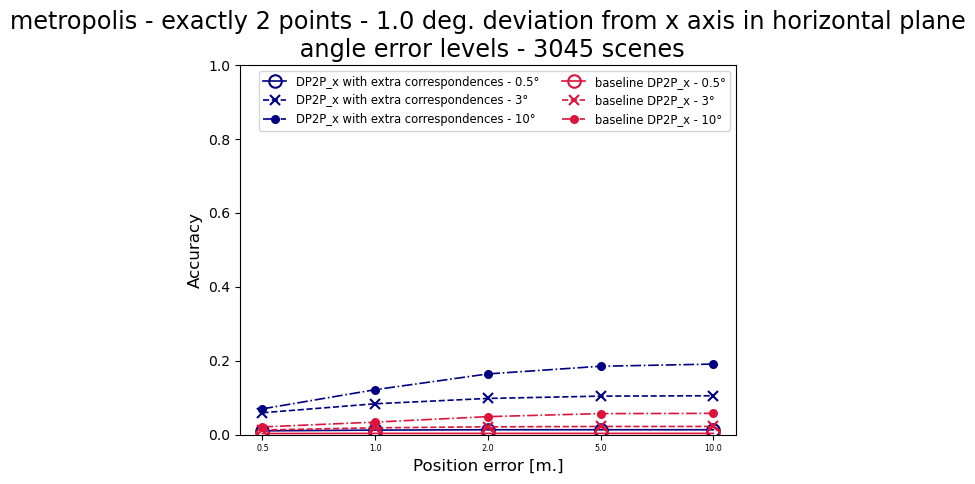 metropolis - exactly 2 points - 1.0 deg. deviation from x axis in horizontal plane
angle error levels - 3045 scenes
DP2P_x with extra correspondences - 0.5°
DP2P_x with extra correspondences - 3°
DP2P_x with extra correspondences - 10°
baseline DP2P_x - 0.5°
baseline DP2P_x - 3°
baseline DP2P_x - 10°
Accuracy
1.0
0.8
0.6
0.4
0.2
0.0
0.5 1.0 2.0 5.0 10.0
Position error [m.]